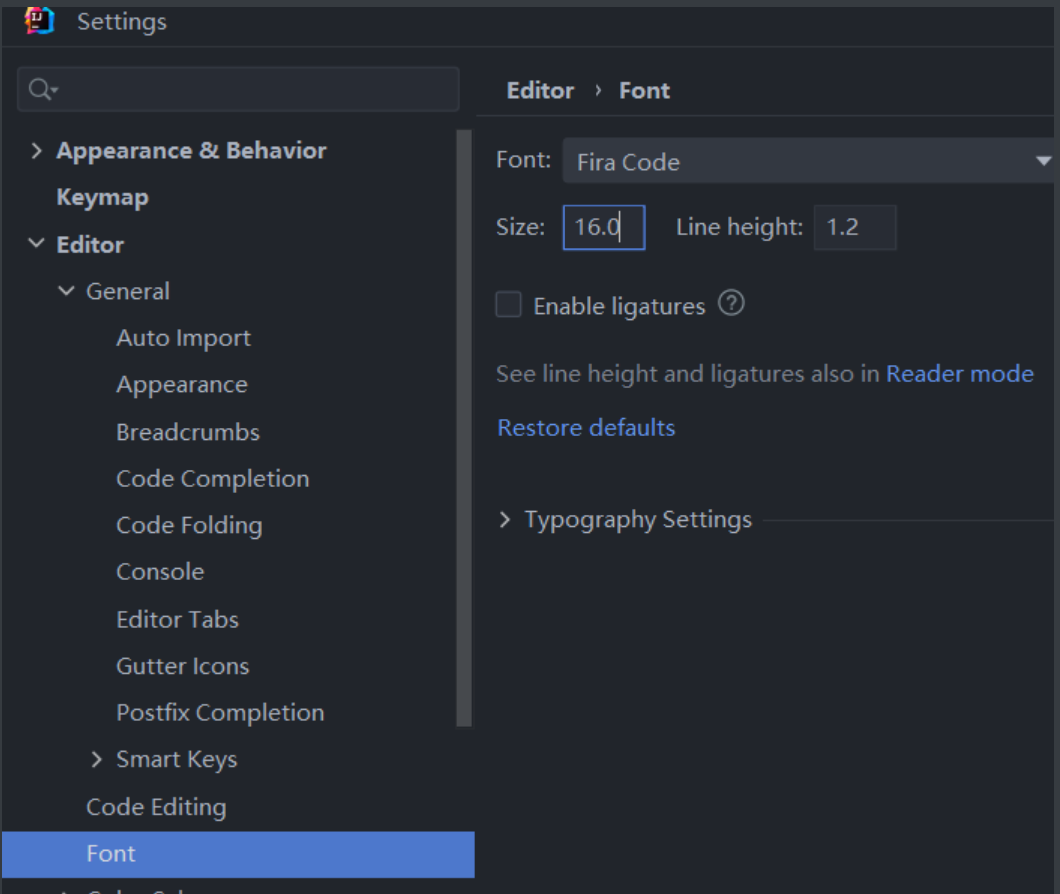 Settings
Appearance & Behavior
Keymap
Editor
General
Auto Import
Appearance
Breadcrumbs
Code Completion
Code Folding
Console
Editor Tabs
Gutter Icons
Postfix Completion
Smart Keys
Code Editing
Font
Editor › Font
Font: Fira Code
Size: 16.0 Line height: 1.2
Enable ligatures ?
See line height and ligatures also in Reader mode
Restore defaults
Typography Settings